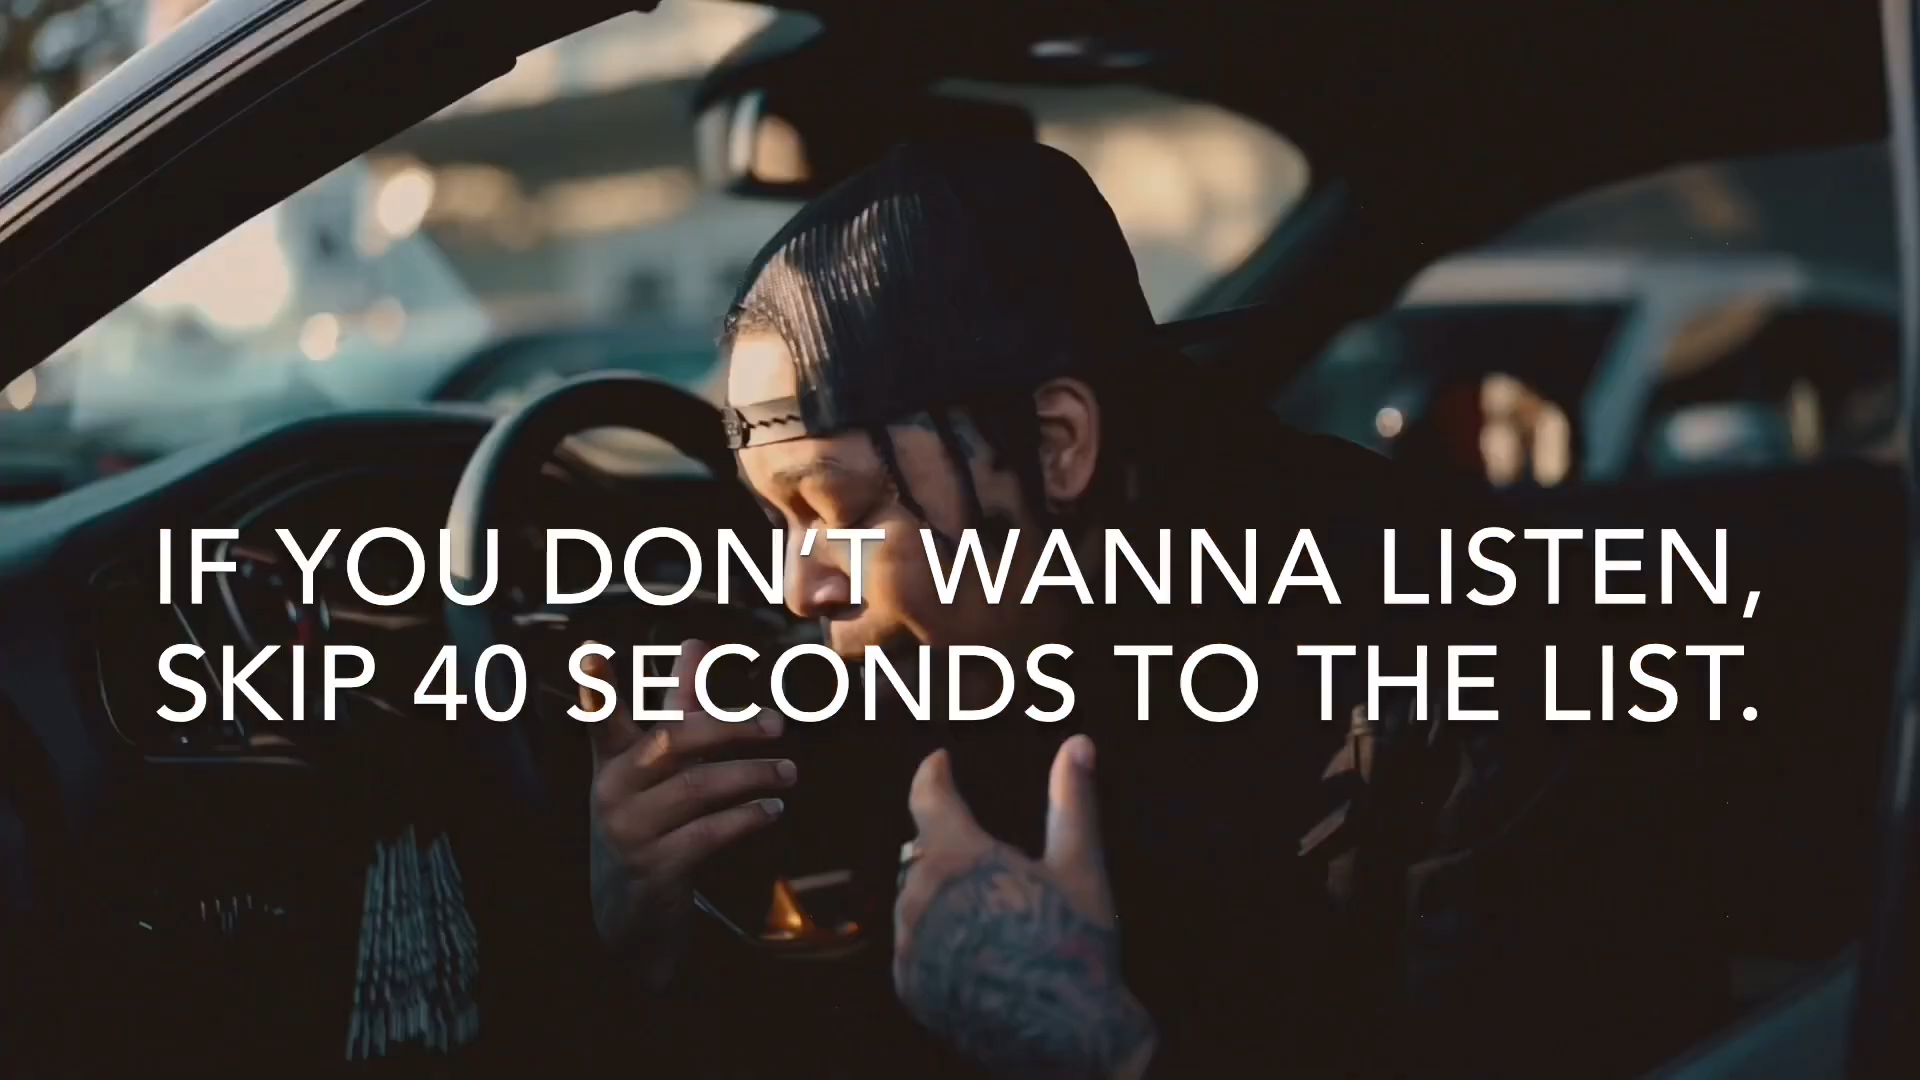 IF YOU DON'T WANNA LISTEN,
SKIP 40 SECONDS TO THE LIST.